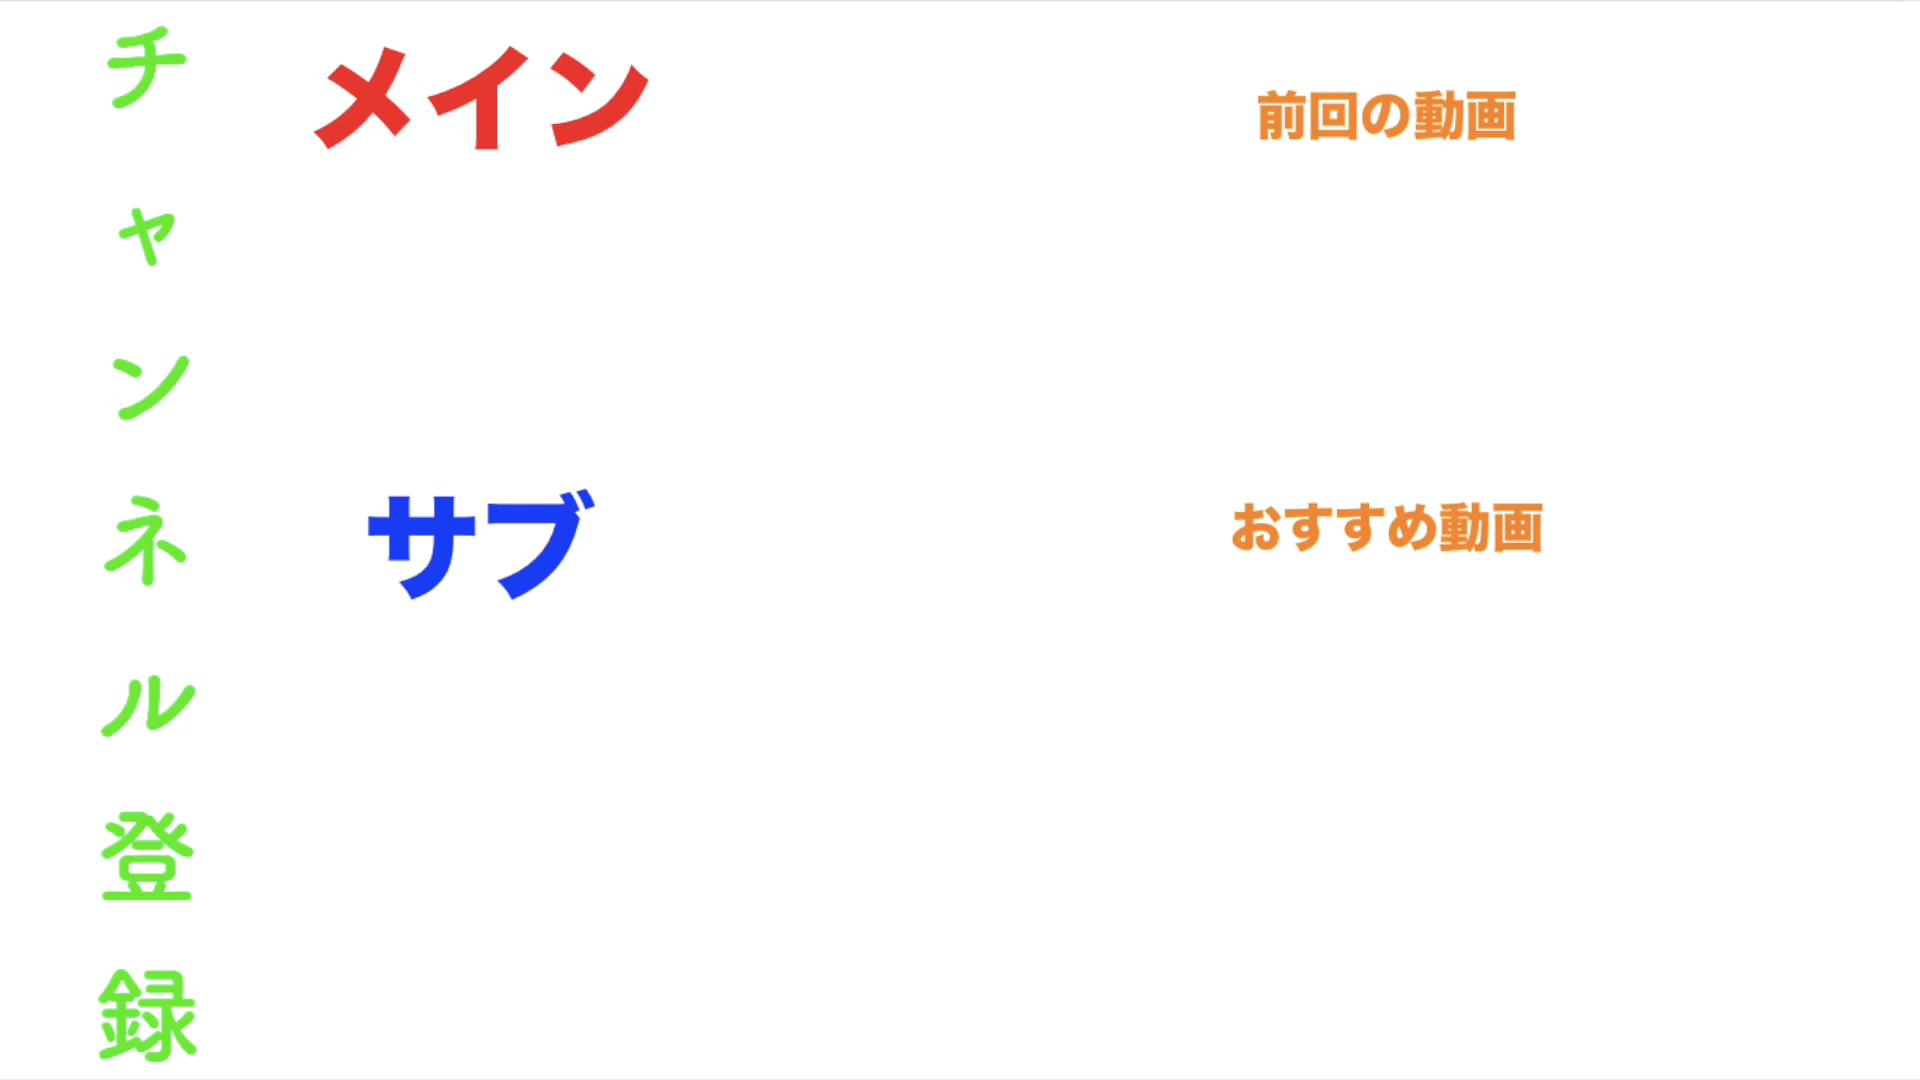 チャンネル登録
メイン
前回の動画
サブ
おすすめ動画